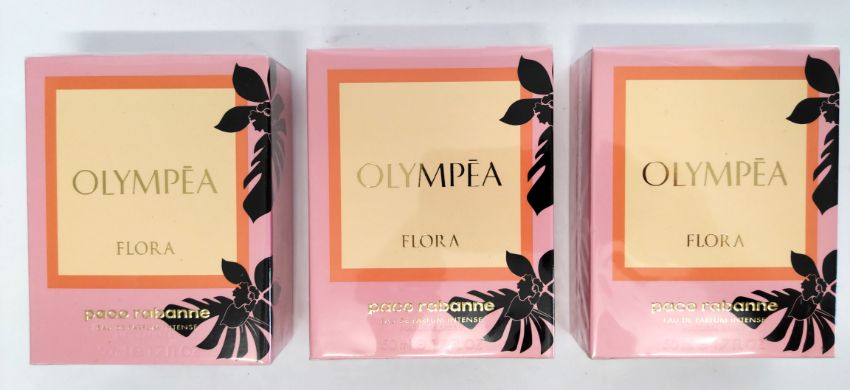 OLYMPĒA
FLORA
paco rabanne
EAU DE PARFUM INTENSE
OLYMPĒA
FLORA
paco rabanne
EAU DE PARFUM INTENSE
OLYMPĒA
FLORA
paco rabanne
EAU DE PARFUM INTENSE